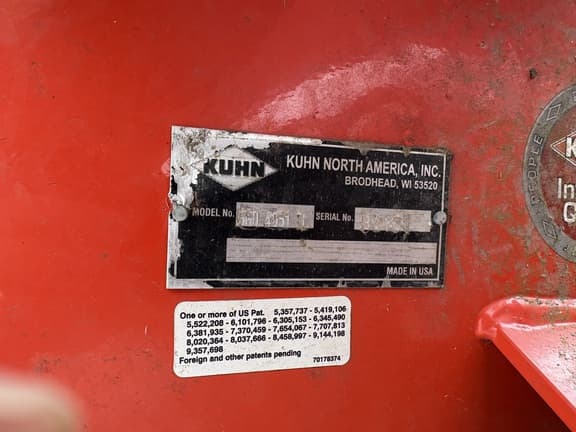 KUHN
KUHN NORTH AMERICA, INC.
BRODHEAD, WI 53520
MODEL No.
SERIAL No.
MADE IN USA
One or more of US Pat. 5,357,737 - 5,419,106
5,522,208 - 6,101,796 - 6,305,153 - 6,345,490
6,381,935 - 7,370,459 - 7,654,067 - 7,707,813
8,020,364 - 8,037,666 - 8,458,997 - 9,144,198
9,357,698
Foreign and other patents pending
70178374
PEOPLE